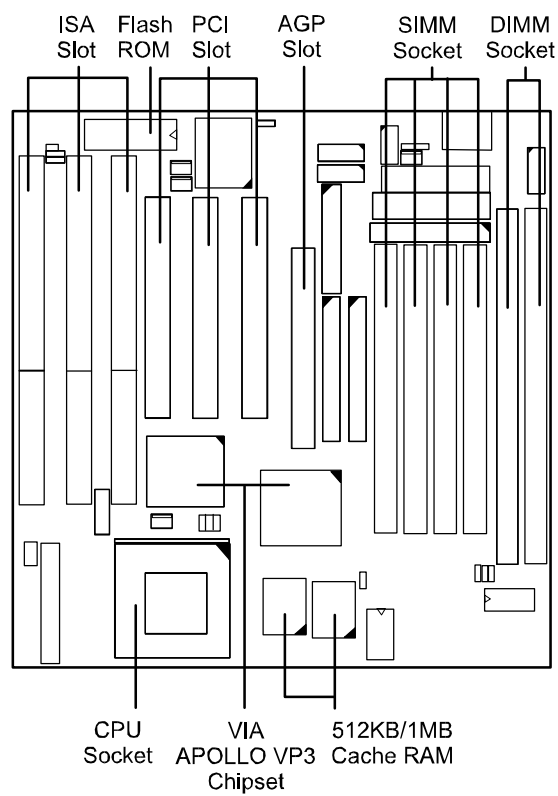 ISA
Slot
Flash
ROM
PCI
Slot
AGP
Slot
SIMM
Socket
DIMM
Socket
CPU
Socket
VIA
APOLLO VP3
Chipset
512KB/1MB
Cache RAM